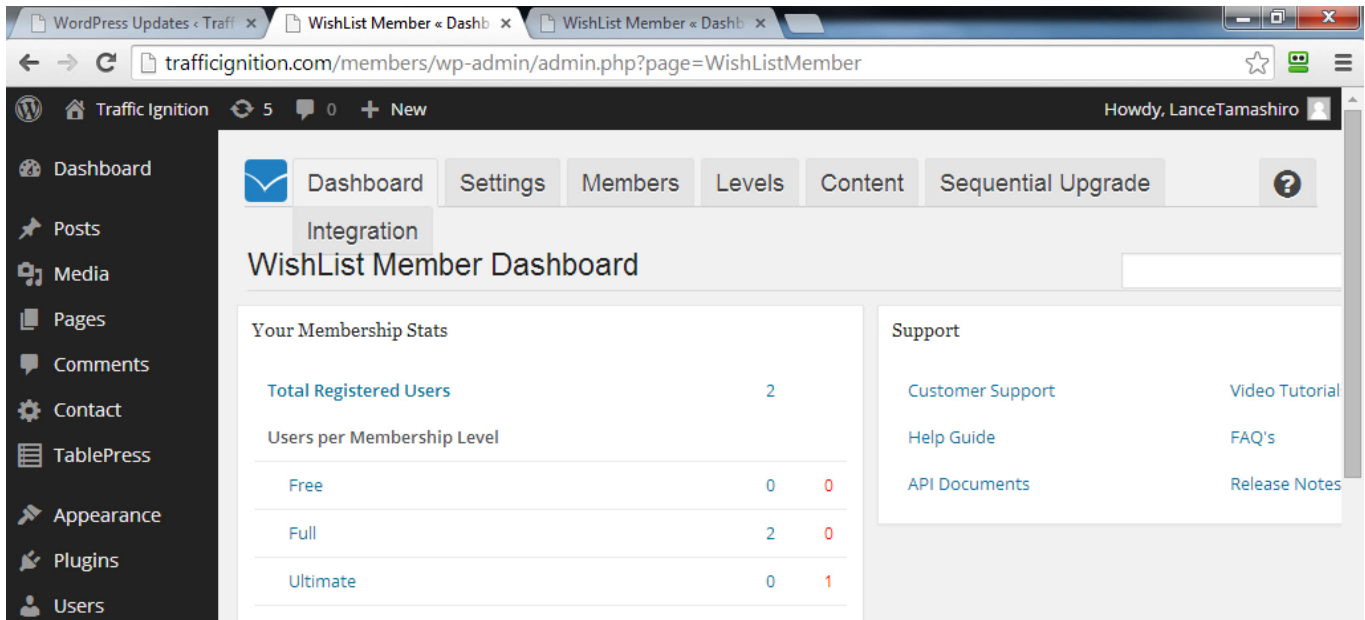 WordPress Updates ‹ Traff
WishList Member « Dashb
WishList Member « Dashb
trafficignition.com/members/wp-admin/admin.php?page=WishListMember
Traffic Ignition 5 0 + New Howdy, LanceTamashiro
Dashboard
Posts
Media
Pages
Comments
Contact
TablePress
Appearance
Plugins
Users
Dashboard Settings Members Levels Content Sequential Upgrade ?
Integration
WishList Member Dashboard
Your Membership Stats
Total Registered Users 2
Users per Membership Level
Free 0 0
Full 2 0
Ultimate 0 1
Support
Customer Support Video Tutorial
Help Guide FAQ's
API Documents Release Notes